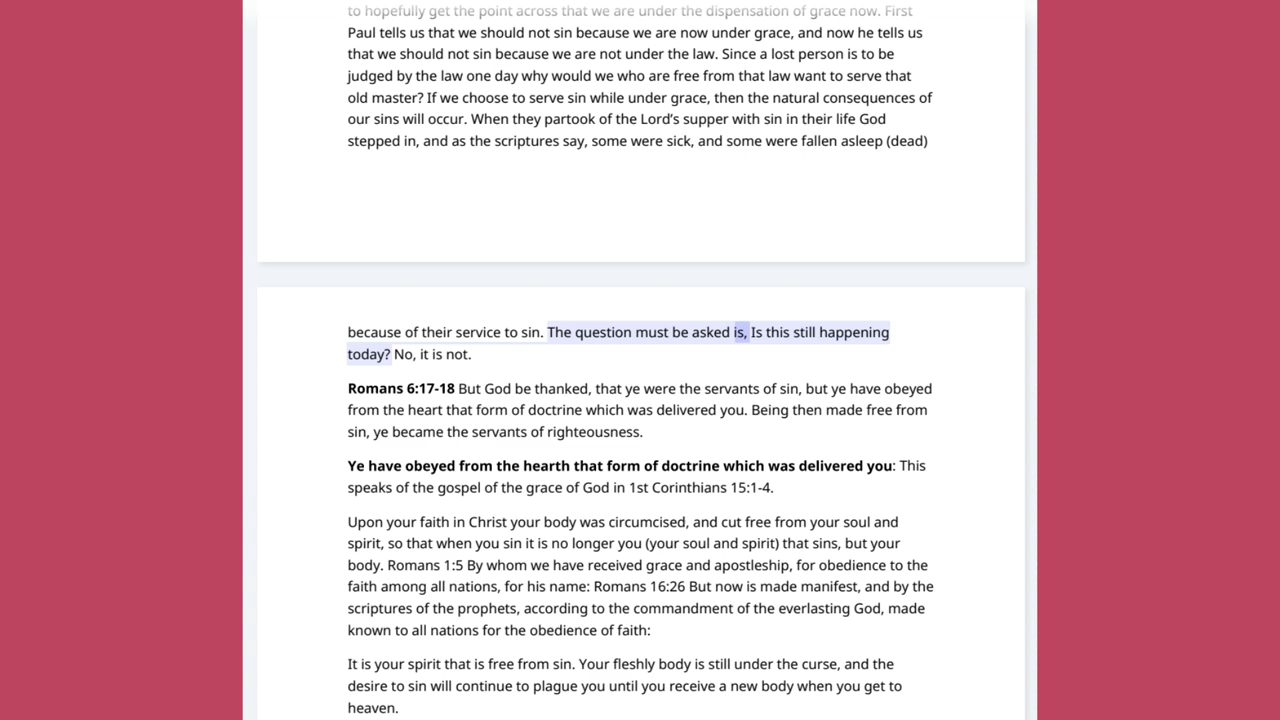 to hopefully get the point across that we are under the dispensation of grace now. First
Paul tells us that we should not sin because we are now under grace, and now he tells us
that we should not sin because we are not under the law. Since a lost person is to be
judged by the law one day why would we who are free from that law want to serve that
old master? If we choose to serve sin while under grace, then the natural consequences of
our sins will occur. When they partook of the Lord’s supper with sin in their life God
stepped in, and as the scriptures say, some were sick, and some were fallen asleep (dead)
because of their service to sin. The question must be asked is, Is this still happening
today? No, it is not.
Romans 6:17-18 But God be thanked, that ye were the servants of sin, but ye have obeyed
from the heart that form of doctrine which was delivered you. Being then made free from
sin, ye became the servants of righteousness.
Ye have obeyed from the hearth that form of doctrine which was delivered you: This
speaks of the gospel of the grace of God in 1st Corinthians 15:1-4.
Upon your faith in Christ your body was circumcised, and cut free from your soul and
spirit, so that when you sin it is no longer you (your soul and spirit) that sins, but your
body. Romans 1:5 By whom we have received grace and apostleship, for obedience to the
faith among all nations, for his name: Romans 16:26 But now is made manifest, and by the
scriptures of the prophets, according to the commandment of the everlasting God, made
known to all nations for the obedience of faith:
It is your spirit that is free from sin. Your fleshly body is still under the curse, and the
desire to sin will continue to plague you until you receive a new body when you get to
heaven.